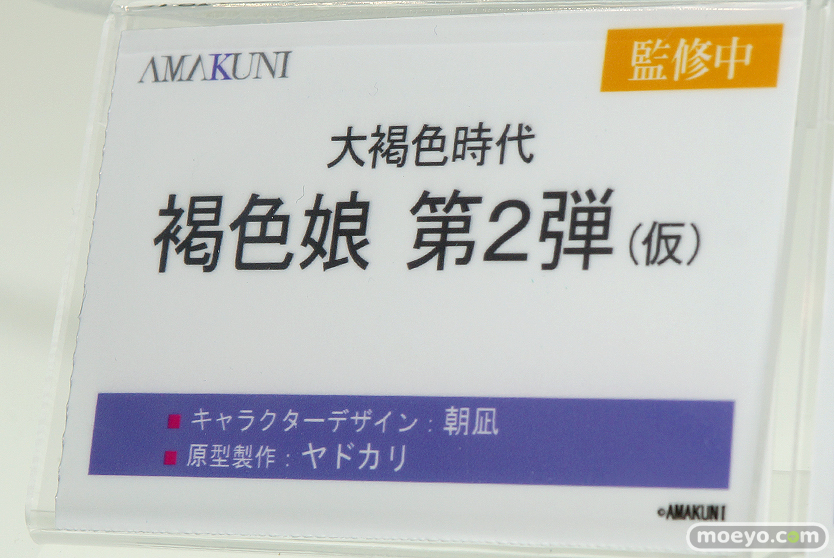 AMAKUNI
監修中
大褐色時代
褐色娘 第2弾（仮）
■ キャラクターデザイン：朝凪
■ 原型製作：ヤドカリ
©AMAKUNI
moeyo.com